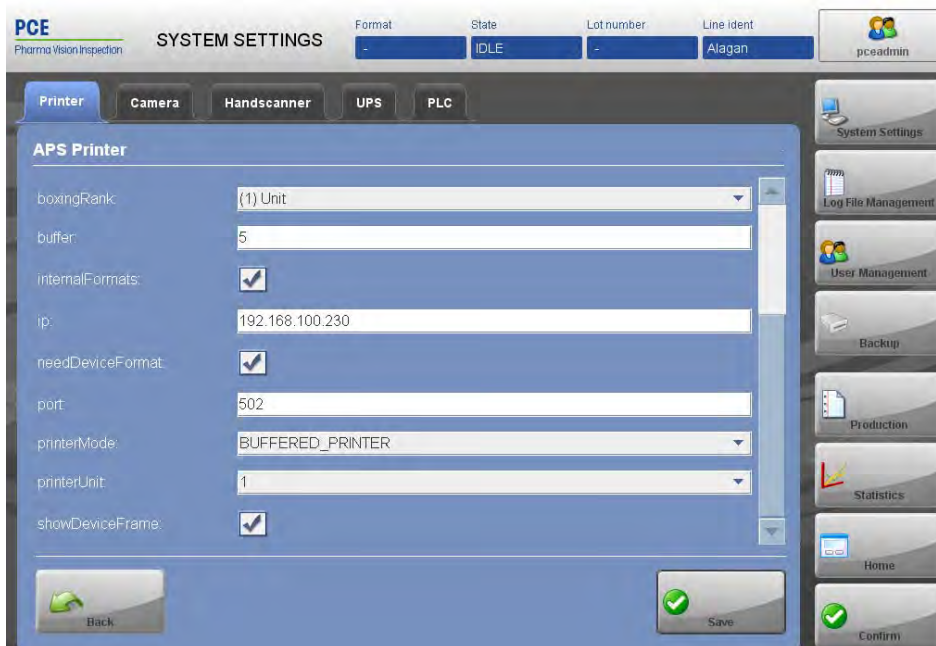 PCE
Pharma Vision Inspection
SYSTEM SETTINGS
Format
-
State
IDLE
Lot number
-
Line ident
Alagan
pceadmin
Printer
Camera
Handscanner
UPS
PLC
APS Printer
boxingRank:
(1) Unit
buffer:
5
internalFormats:
ip:
192.168.100.230
needDeviceFormat:
port:
502
printerMode:
BUFFERED_PRINTER
printerUnit:
1
showDeviceFrame:
Back
Save
System Settings
Log File Management
User Management
Backup
Production
Statistics
Home
Confirm